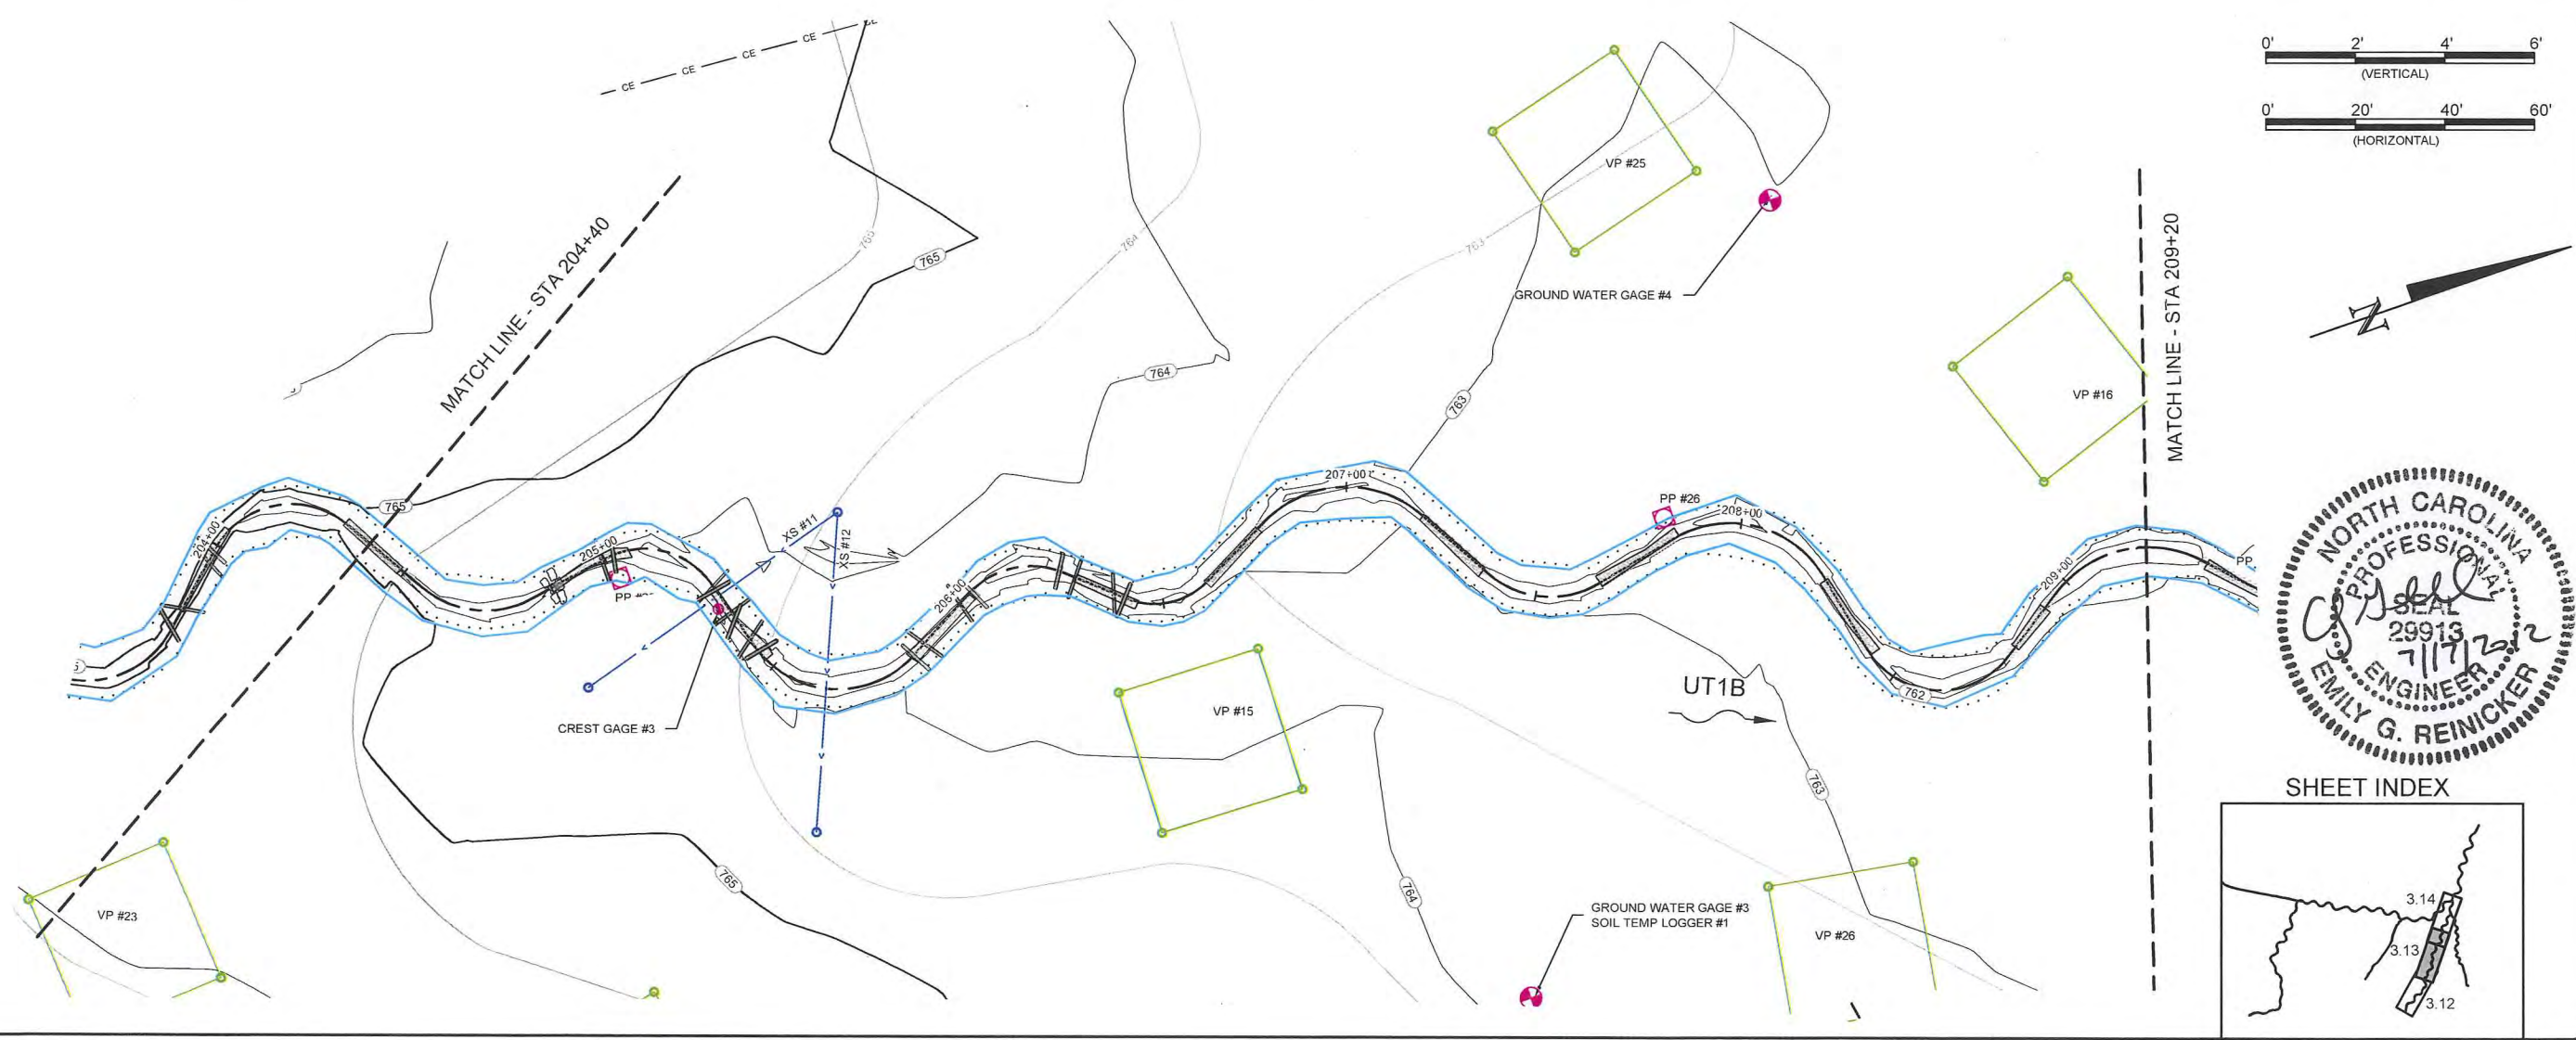 CE CE CE CE CE
0' 2' 4' 6'
(VERTICAL)
0' 20' 40' 60'
(HORIZONTAL)
MATCH LINE - STA 204+40
765
765
764
763
VP #25
GROUND WATER GAGE #4
MATCH LINE - STA 209+20
N
VP #16
764
763
765
204+00
205+00
PP
XS #11
XS #12
206+00
207+00
PP #26
208+00
209+00
PP
762
CREST GAGE #3
VP #15
UT1B
763
765
764
VP #23
GROUND WATER GAGE #3
SOIL TEMP LOGGER #1
VP #26
NORTH CAROLINA
PROFESSIONAL
SEAL
29913
7/17/2012
ENGINEER
EMILY G. REINICKER
SHEET INDEX
3.14
3.13
3.12